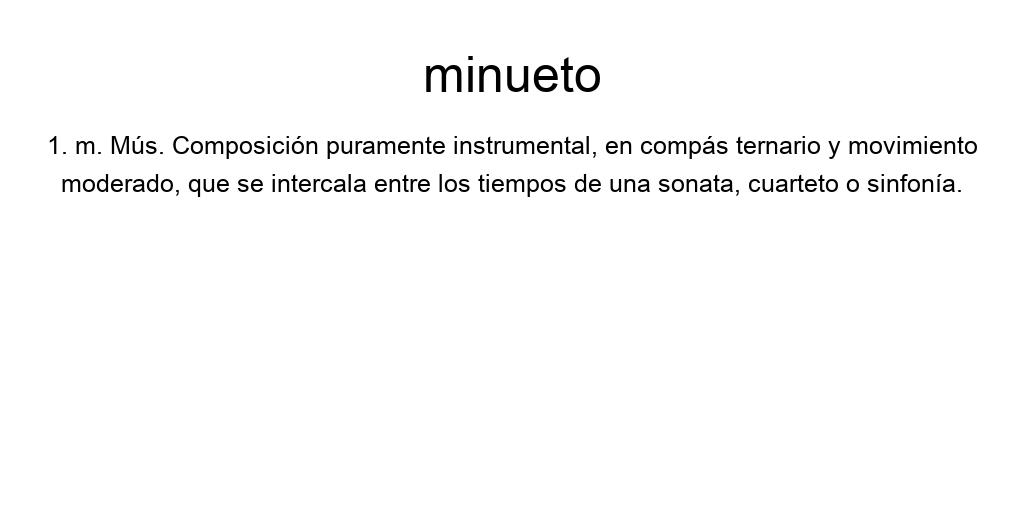 minueto
1. m. Mús. Composición puramente instrumental, en compás ternario y movimiento
moderado, que se intercala entre los tiempos de una sonata, cuarteto o sinfonía.